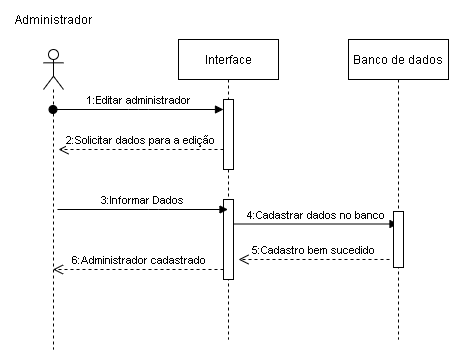 Administrador
Interface
Banco de dados
1:Editar administrador
2:Solicitar dados para a edição
3:Informar Dados
4:Cadastrar dados no banco
5:Cadastro bem sucedido
6:Administrador cadastrado